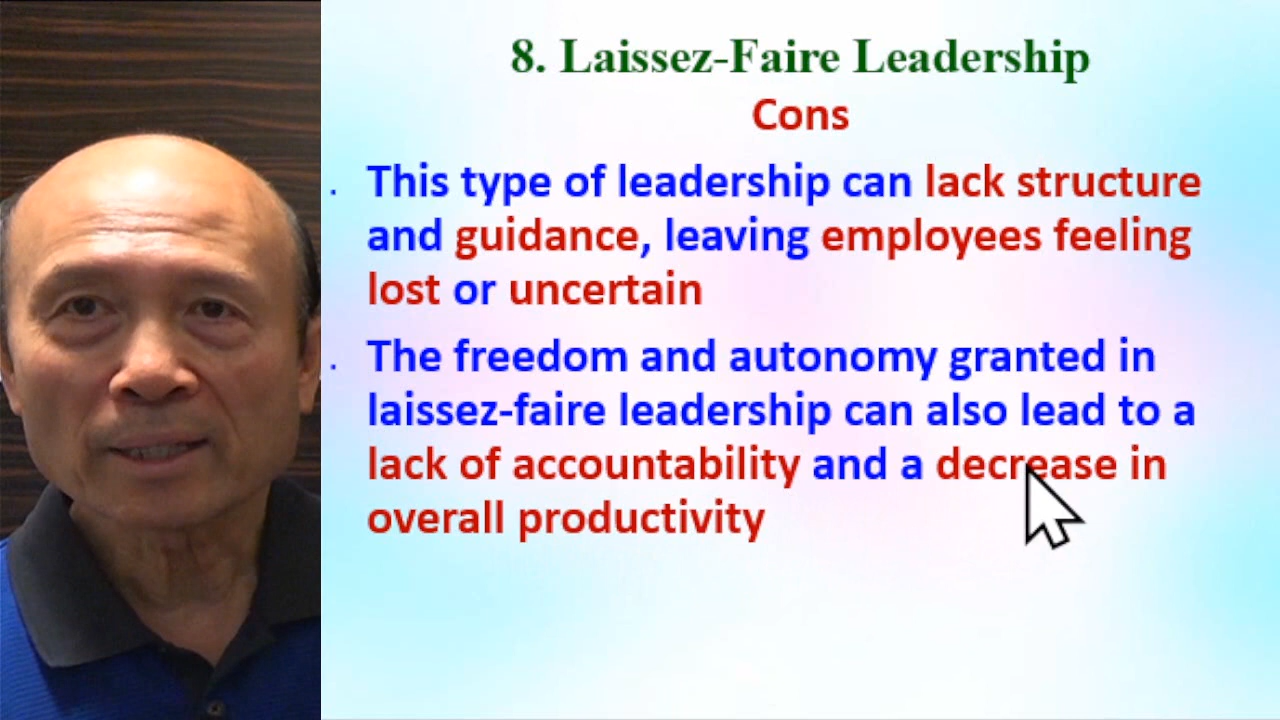 8. Laissez-Faire Leadership
Cons
. This type of leadership can lack structure
and guidance, leaving employees feeling
lost or uncertain
. The freedom and autonomy granted in
laissez-faire leadership can also lead to a
lack of accountability and a decrease in
overall productivity